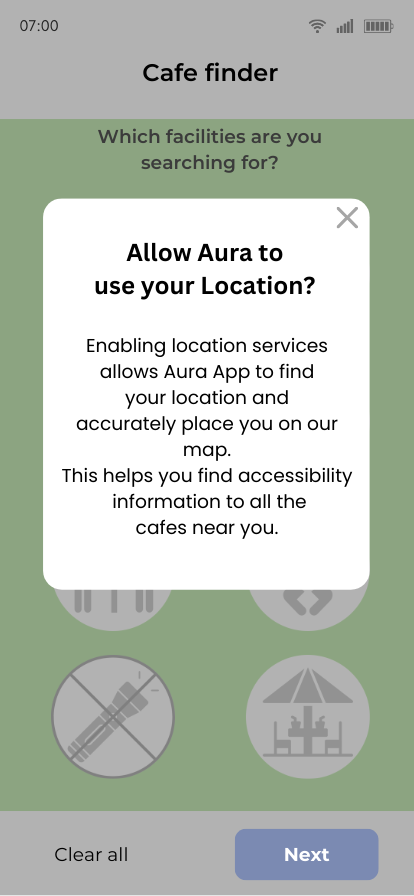 07:00
Cafe finder
Which facilities are you
searching for?
Allow Aura to
use your Location?
Enabling location services
allows Aura App to find
your location and
accurately place you on our
map.
This helps you find accessibility
information to all the
cafes near you.
Clear all
Next